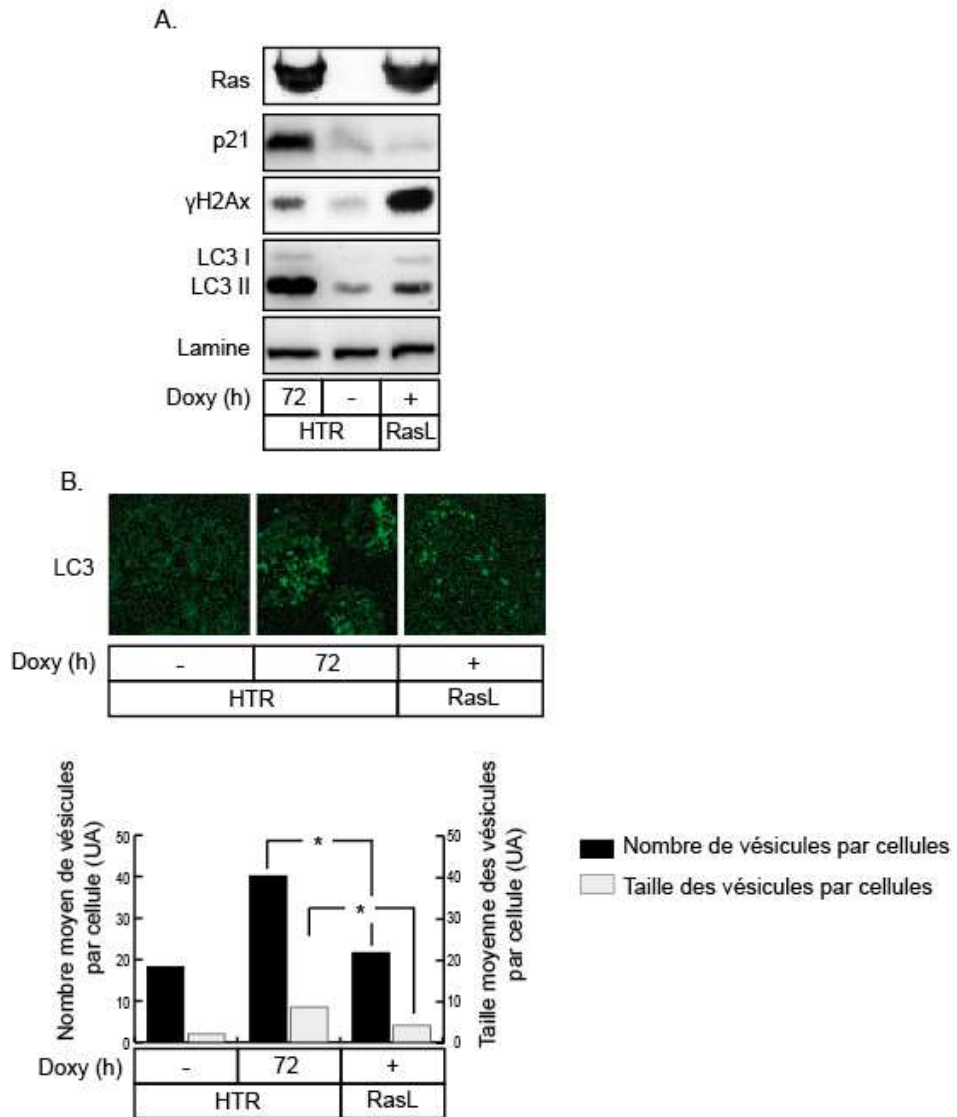 A.
Ras
p21
γH2Ax
LC3 I
LC3 II
Lamine
Doxy (h) 72 - +
HTR RasL
B.
LC3
Doxy (h) - 72 +
HTR RasL
Nombre moyen de vésicules
par cellule (UA)
50
40
30
20
10
0
* 
*
50
40
30
20
10
0
Taille moyenne des vésicules
par cellule (UA)
Nombre de vésicules par cellules
Taille des vésicules par cellules
Doxy (h) - 72 +
HTR RasL